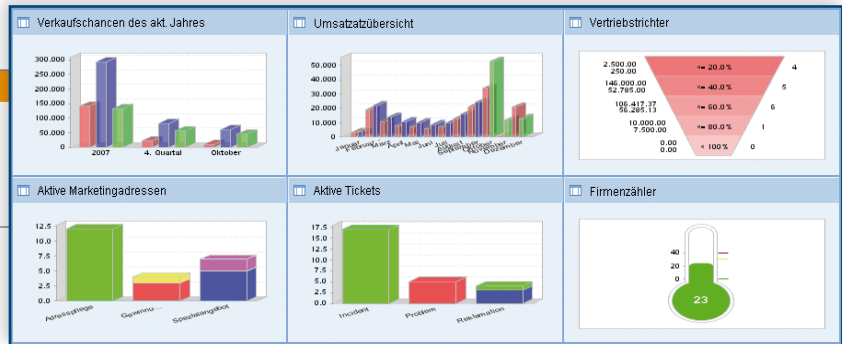 Verkaufschancen des akt. Jahres
300.000
250.000
200.000
150.000
100.000
50.000
0
2007
4. Quartal
Oktober
Umsatzatzübersicht
50.000
40.000
30.000
20.000
10.000
0
Januar
Februar
März
April
Mai
Juni
Juli
August
September
Oktober
November
Dezember
Vertriebstrichter
2.500.00
250.00
<= 20.0%
4
146.000.00
52.785.00
<= 40.0%
5
106.417.37
56.285.13
<= 60.0%
6
10.000.00
7.500.00
<= 80.0%
1
0.00
0.00
< 100%
0
Aktive Marketingadressen
12.5
10.0
7.5
5.0
2.5
0.0
Adresspflege
Gewinnu...
Spezialangebot
Aktive Tickets
17.5
15.0
12.5
10.0
7.5
5.0
2.5
0.0
Incident
Problem
Reklamation
Firmenzähler
40
20
0
23